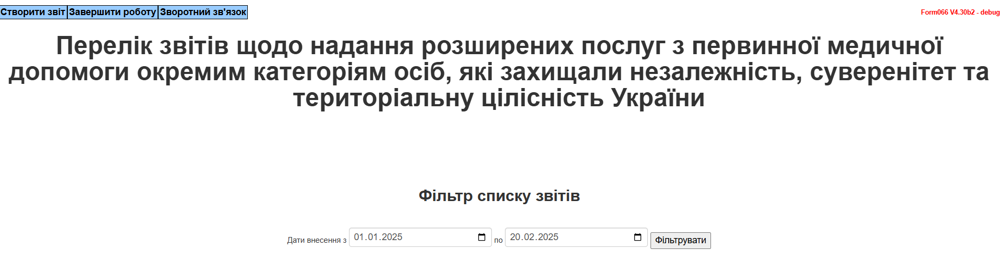 Створити звіт Завершити роботу Зворотний зв'язок Form066 V4.30b2 - debug
Перелік звітів щодо надання розширених послуг з первинної медичної
допомоги окремим категоріям осіб, які захищали незалежність, суверенітет та
територіальну цілісність України
Фільтр списку звітів
Дати внесення з 01.01.2025 по 20.02.2025 Фільтрувати